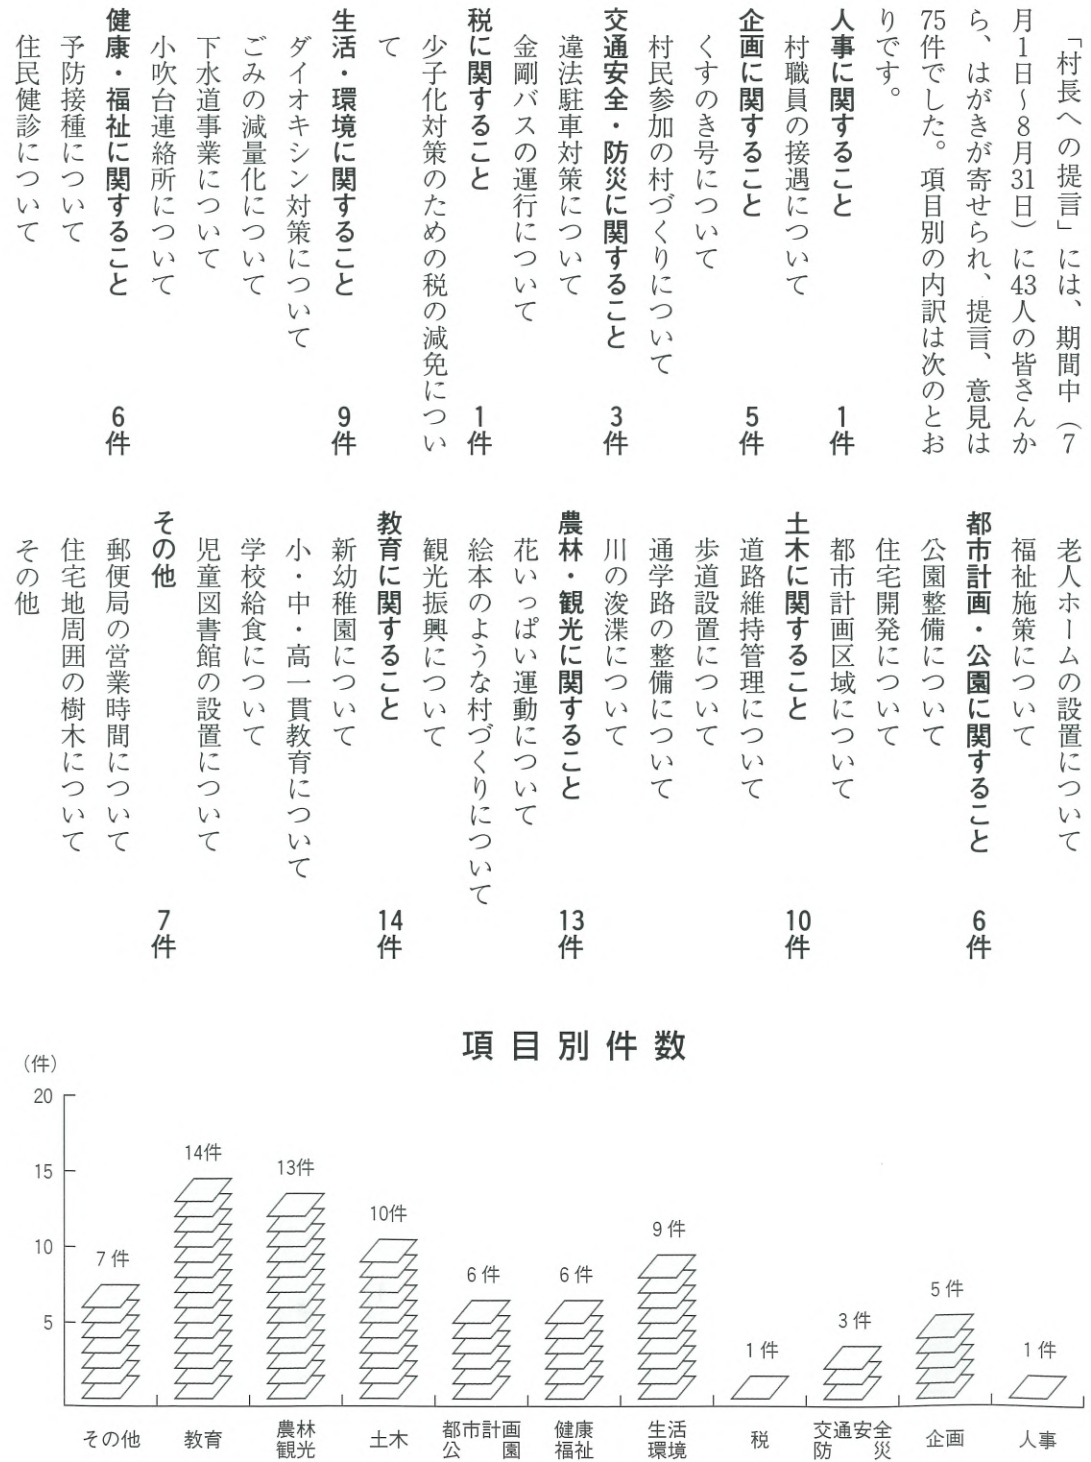 「村長への提言」には、期間中（7
月1日〜8月31日）に43人の皆さんか
ら、はがきが寄せられ、提言、意見は
75件でした。項目別の内訳は次のとお
りです。
人事に関すること　1件
村職員の接遇について
企画に関すること　5件
くすのき号について
村民参加の村づくりについて
交通安全・防災に関すること　3件
違法駐車対策について
金剛バスの運行について
税に関すること　1件
少子化対策のための税の減免につい
て
生活・環境に関すること　9件
ダイオキシン対策について
ごみの減量化について
下水道事業について
小吹台連絡所について
健康・福祉に関すること　6件
予防接種について
住民健診について
老人ホームの設置について
福祉施策について
都市計画・公園に関すること　6件
公園整備について
住宅開発について
都市計画区域について
土木に関すること　10件
道路維持管理について
歩道設置について
通学路の整備について
川の浚渫について
農林・観光に関すること　13件
花いっぱい運動について
絵本のような村づくりについて
観光振興について
教育に関すること　14件
新幼稚園について
小・中・高一貫教育について
学校給食について
児童図書館の設置について
その他　7件
郵便局の営業時間について
住宅地周囲の樹木について
その他
項目別件数
（件）
20
15
10
5
7件
14件
13件
10件
6件
6件
9件
1件
3件
5件
1件
その他
教育
農林
観光
土木
都市計画
公園
健康
福祉
生活
環境
税
交通安全
防災
企画
人事